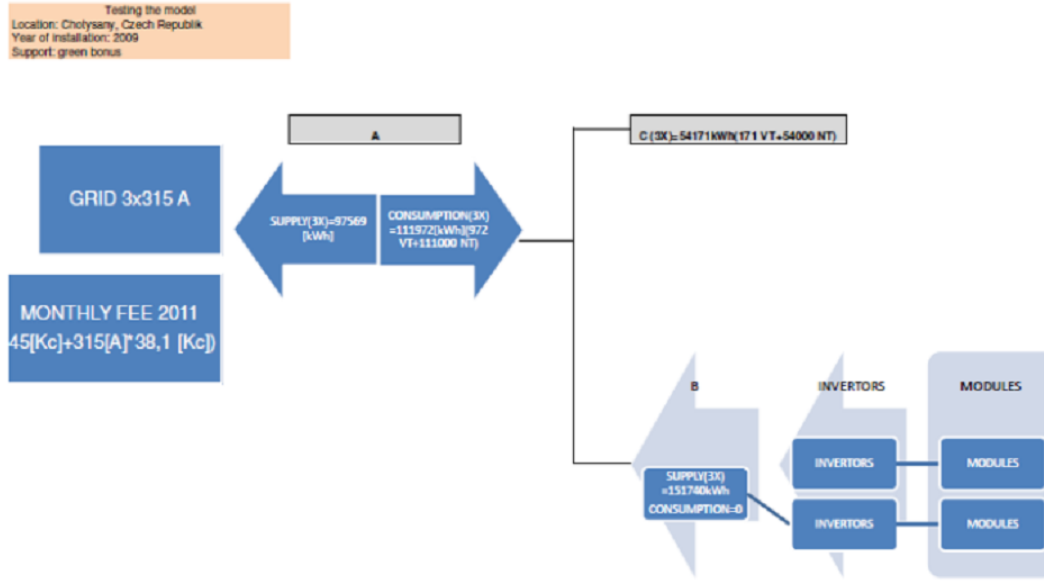 Testing the model
Location: Chotysany, Czech Republik
Year of installation: 2009
Support: green bonus
A
C (3X)=54171kWh(171 VT+54000 NT)
GRID 3x315 A
SUPPLY(3X)=97569
[kWh]
CONSUMPTION(3X)
=111972[kWh](972
VT+111000 NT)
MONTHLY FEE 2011
45[Kc]+315[A]*38,1 [Kc])
B
INVERTORS
MODULES
INVERTORS
MODULES
SUPPLY(3X)
=151740kWh
CONSUMPTION=0
INVERTORS
MODULES